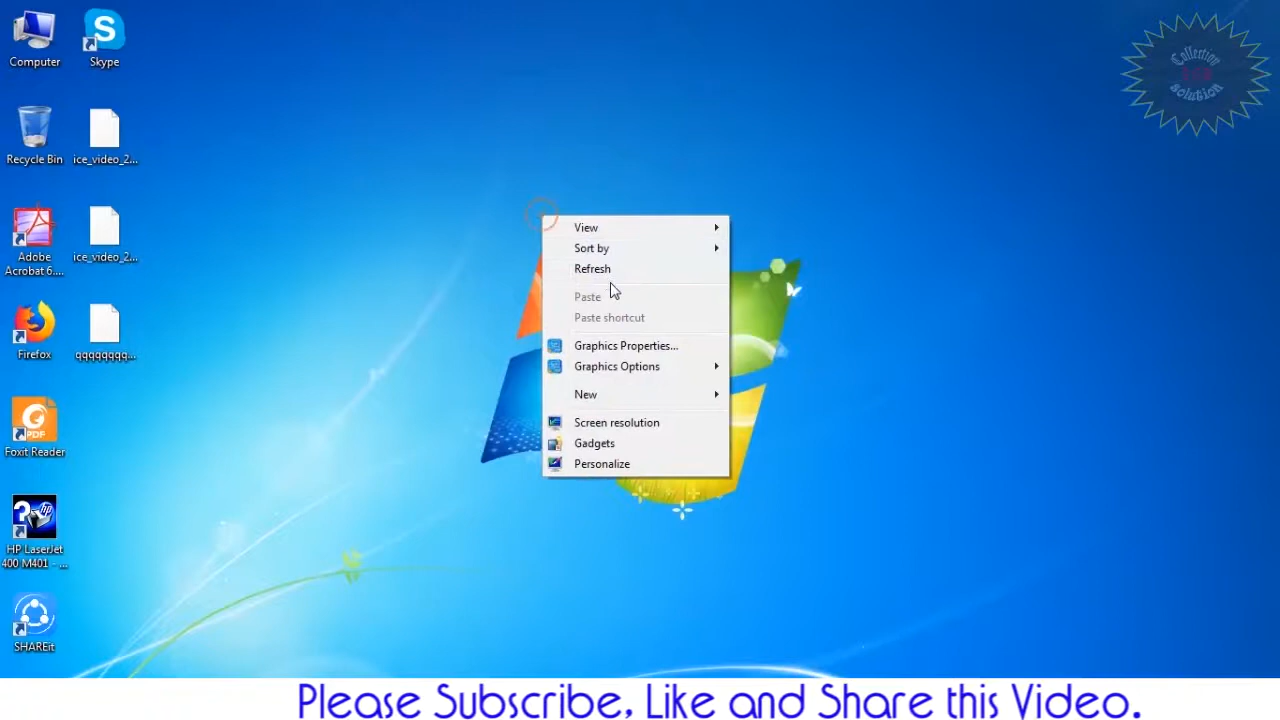 Computer
Skype
Recycle Bin
ice_video_2...
Adobe
Acrobat 6....
ice_video_2...
Firefox
qqqqqqqq...
Foxit Reader
HP LaserJet
400 M401 - ...
SHAREit
View
Sort by
Refresh
Paste
Paste shortcut
Graphics Properties...
Graphics Options
New
Screen resolution
Gadgets
Personalize
Collection
solution
Please Subscribe, Like and Share this Video.